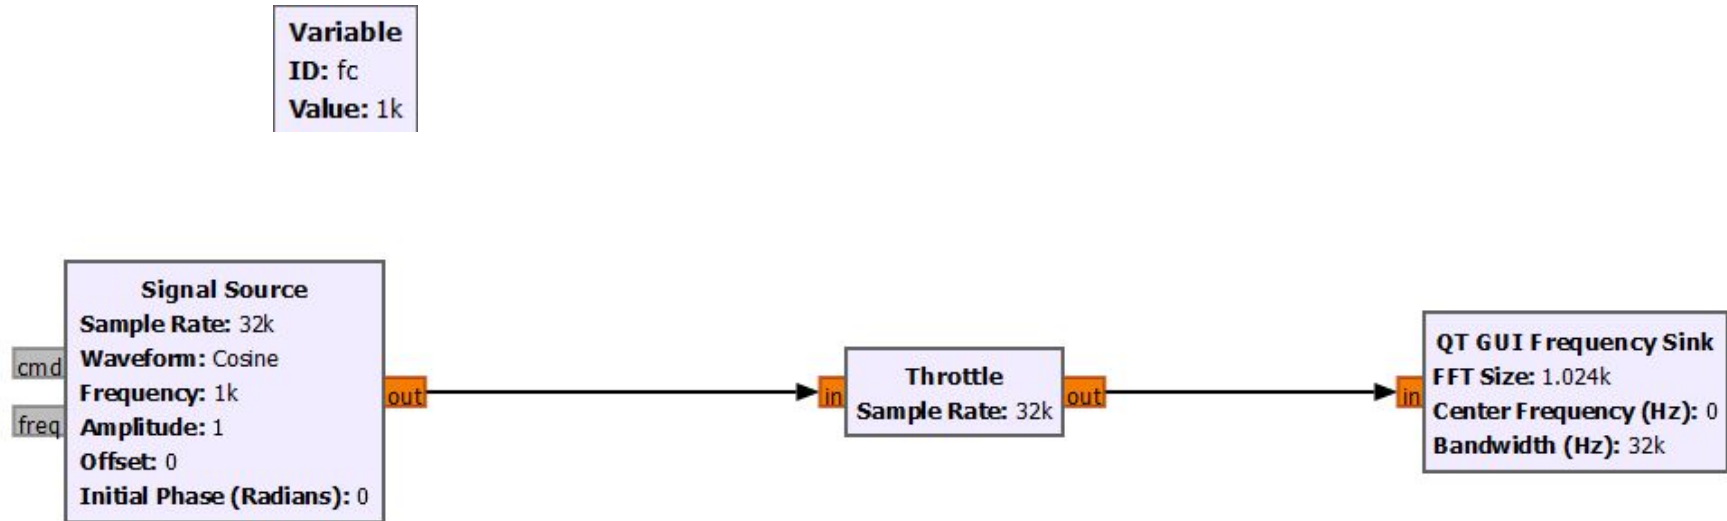 Variable
ID: fc
Value: 1k
Signal Source
Sample Rate: 32k
Waveform: Cosine
Frequency: 1k
Amplitude: 1
Offset: 0
Initial Phase (Radians): 0
cmd
freq
out
in
Throttle
Sample Rate: 32k
out
in
QT GUI Frequency Sink
FFT Size: 1.024k
Center Frequency (Hz): 0
Bandwidth (Hz): 32k